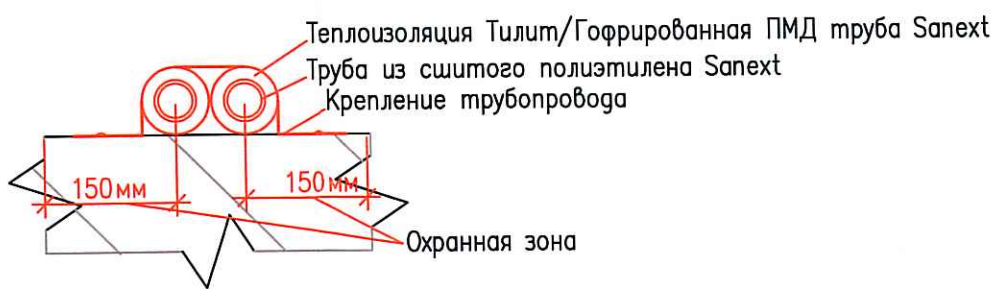 Теплоизоляция Тилит/Гофрированная ПМД труба Sanext
Труба из сшитого полиэтилена Sanext
Крепление трубопровода
150мм
150мм
Охранная зона